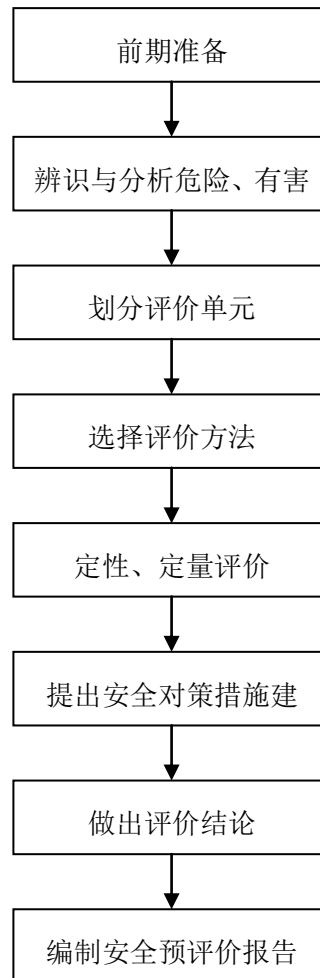 前期准备
辨识与分析危险、有害
划分评价单元
选择评价方法
定性、定量评价
提出安全对策措施建
做出评价结论
编制安全预评价报告